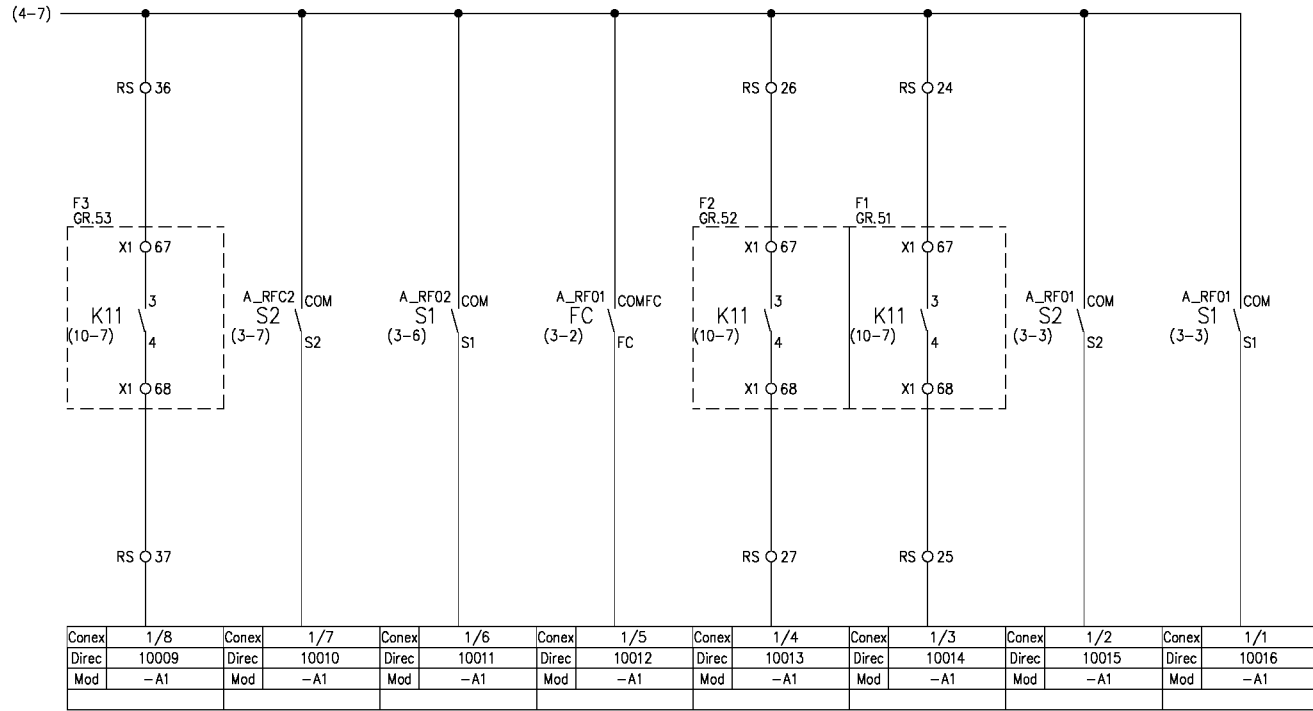 (4-7)
RS 36
RS 26
RS 24
F3
GR.53
F2
GR.52
F1
GR.51
X1 67
X1 67
X1 67
3
K11
(10-7)
4
A_RFC2 COM
S2
(3-7)
S2
A_RF02 COM
S1
(3-6)
S1
A_RF01 COMFC
FC
(3-2)
FC
3
K11
(10-7)
4
3
K11
(10-7)
4
A_RF01 COM
S2
(3-3)
S2
A_RF01 COM
S1
(3-3)
S1
X1 68
X1 68
X1 68
RS 37
RS 27
RS 25
Conex 1/8 Conex 1/7 Conex 1/6 Conex 1/5 Conex 1/4 Conex 1/3 Conex 1/2 Conex 1/1
Direc 10009 Direc 10010 Direc 10011 Direc 10012 Direc 10013 Direc 10014 Direc 10015 Direc 10016
Mod -A1 Mod -A1 Mod -A1 Mod -A1 Mod -A1 Mod -A1 Mod -A1 Mod -A1